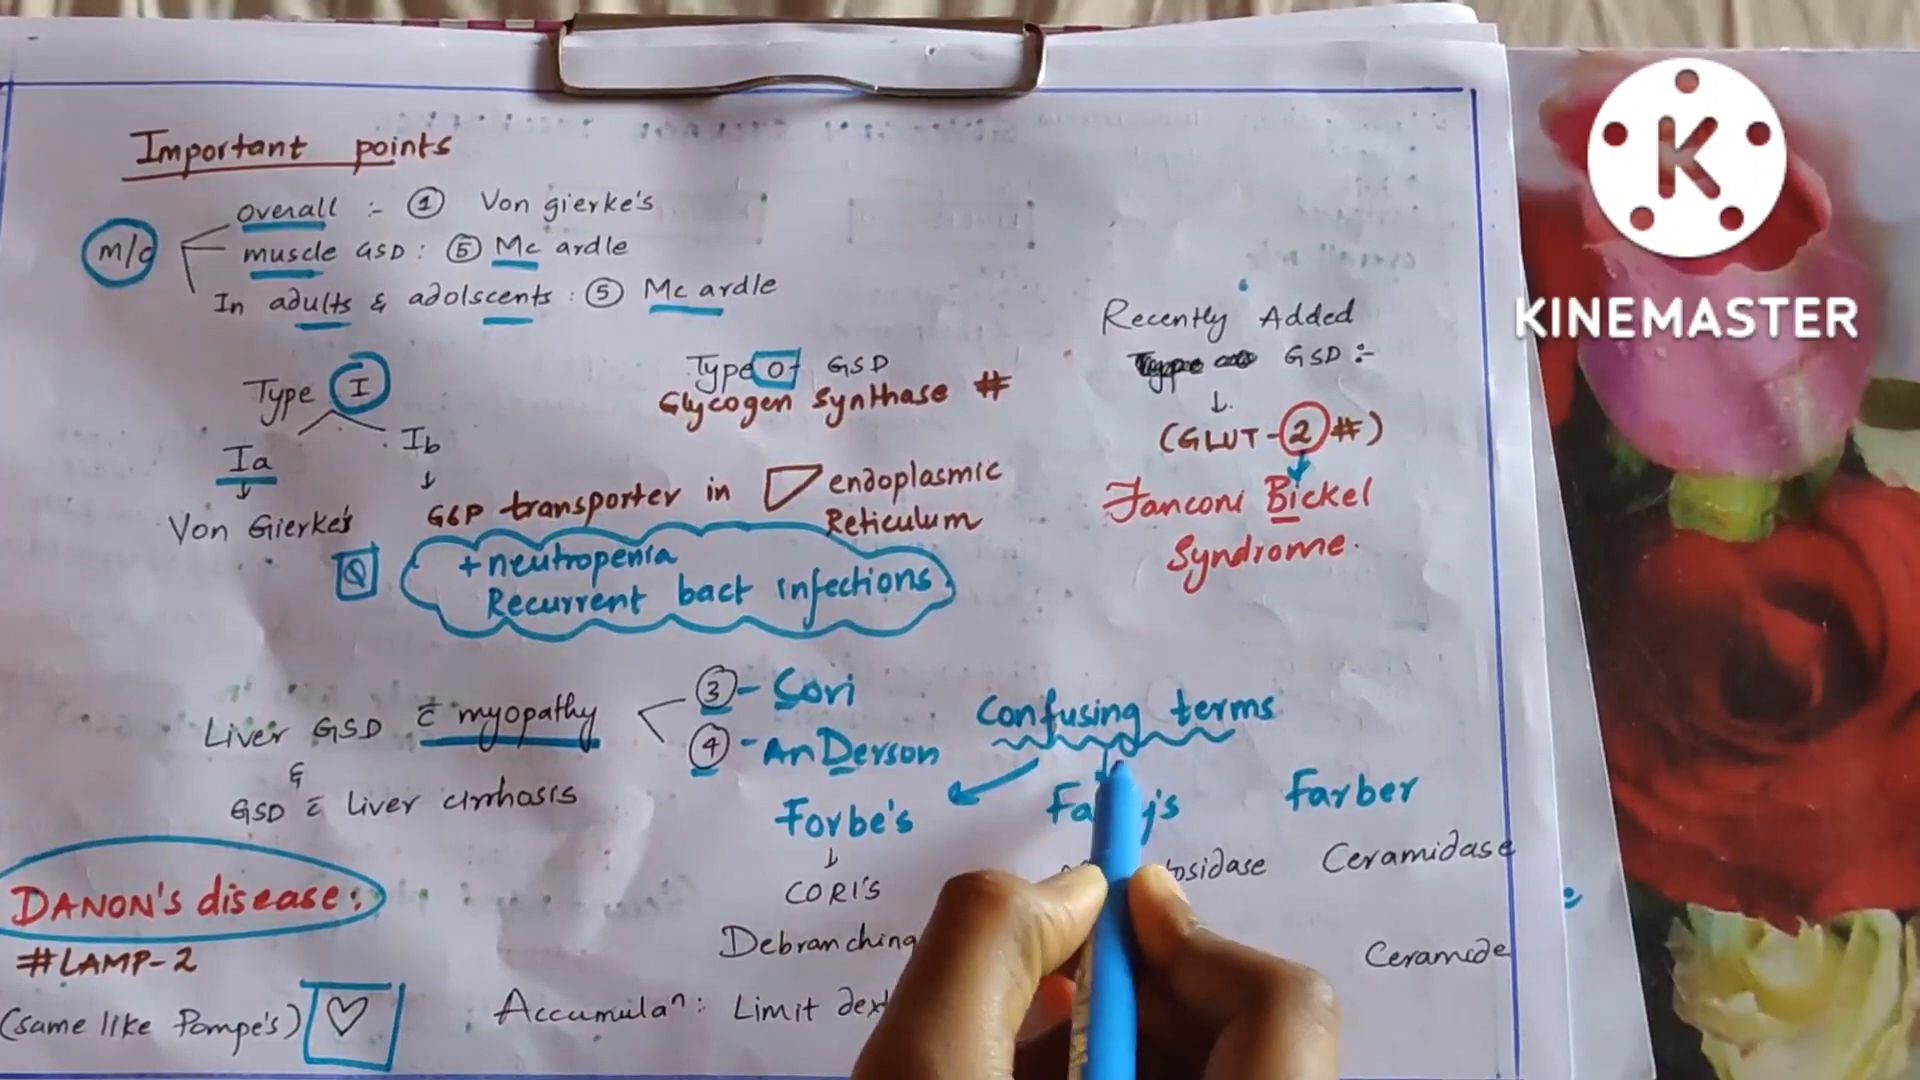 Important points
m/c
overall :- ① Von gierke's
muscle GSD : ⑤ Mc ardle
In adults & adolscents : ⑤ Mc ardle
Type I
Ia
Ib
↓
↓
Von Gierke's
G6P transporter in endoplasmic
Reticulum
Q
+ neutropenia
Recurrent bact infections
Type 0 GSD
Glycogen synthase #
Recently Added
GSD :-
↓
(GLUT-2 #)
Fanconi Bickel
Syndrome.
Liver GSD c̄ myopathy
&
GSD c̄ liver cirrhosis
③ - Cori
④ - AnDerson
Confusing terms
Forbe's
↓
CORI'S
Debranching
Accumulaⁿ : Limit
Farber
Ceramidase
Ceramide
DANON's disease :
#LAMP-2
(same like Pompe's) ♡
K
KINEMASTER